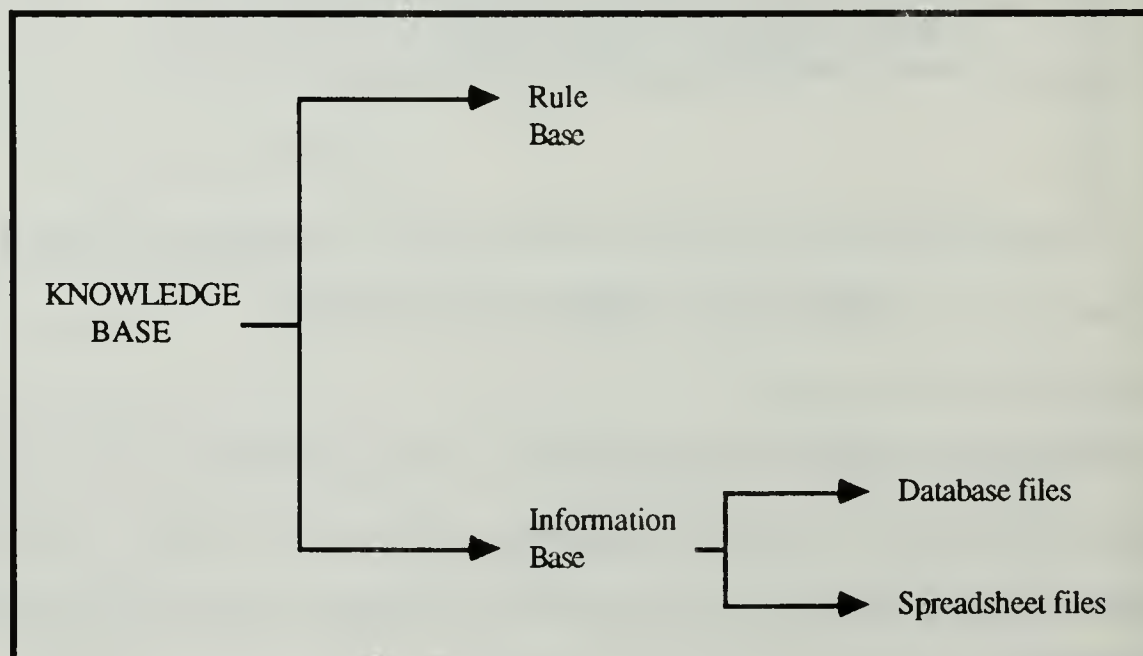 Rule
Base
KNOWLEDGE
BASE
Information
Base
Database files
Spreadsheet files